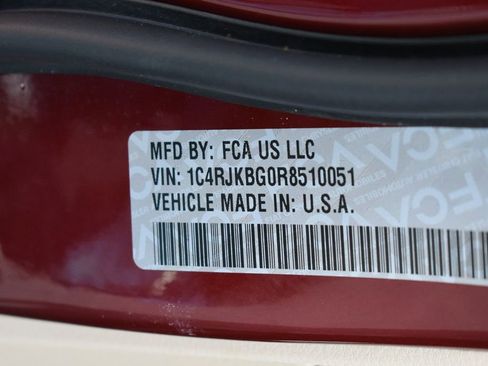 MFD BY: FCA US LLC
VIN: 1C4RJKBG0R8510051
VEHICLE MADE IN: U.S.A.